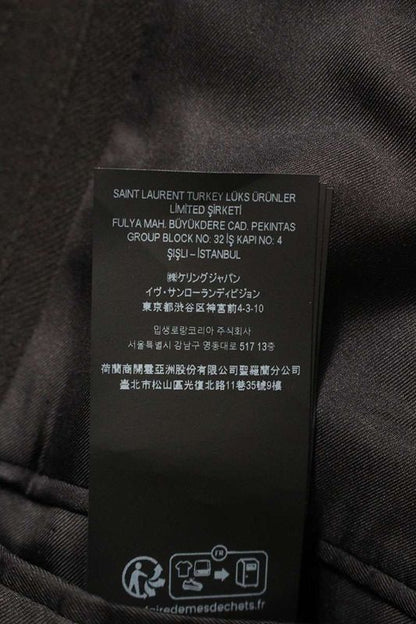 SAINT LAURENT TURKEY LÜKS ÜRÜNLER
LİMİTED ŞİRKETİ
FULYA MAH. BÜYÜKDERE CAD. PEKINTAS
GROUP BLOCK NO: 32 İŞ KAPI NO: 4
ŞIŞLI – İSTANBUL
㈱ケリングジャパン
イヴ・サンローランディビジョン
東京都渋谷区神宮前4-3-10
입생로랑코리아 주식회사
서울특별시 강남구 영동대로 517 13층
荷蘭商開雲亞洲股份有限公司聖羅蘭分公司
臺北市松山區光復北路11巷35號9樓
FR
airedemesdechets.fr